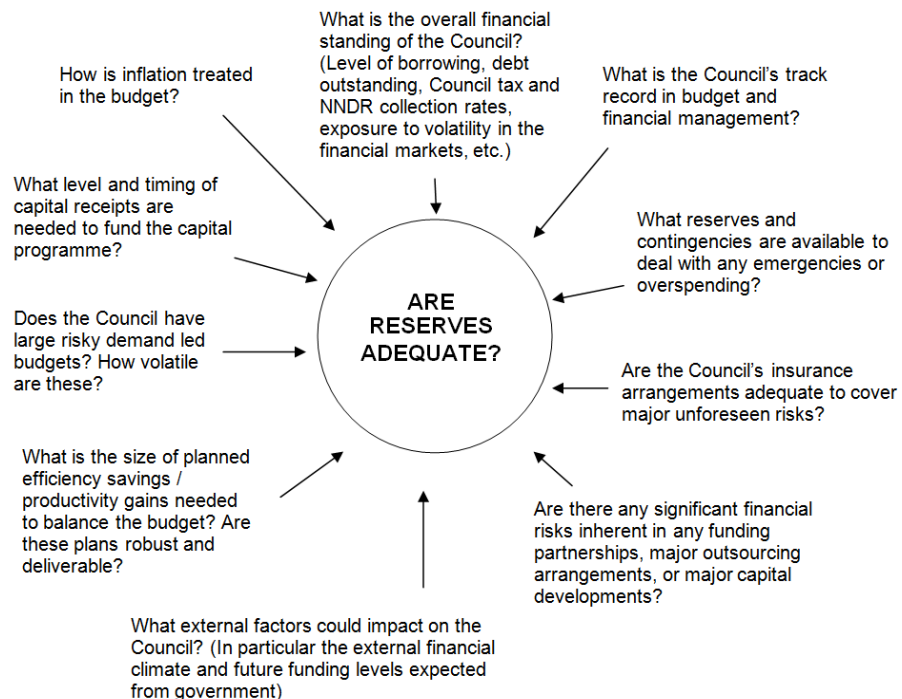 What is the overall financial
standing of the Council?
(Level of borrowing, debt
outstanding, Council tax and
NNDR collection rates,
exposure to volatility in the
financial markets, etc.)
What is the Council's track
record in budget and
financial management?
What reserves and
contingencies are available to
deal with any emergencies or
overspending?
Are the Council's insurance
arrangements adequate to cover
major unforeseen risks?
Are there any significant financial
risks inherent in any funding
partnerships, major outsourcing
arrangements, or major capital
developments?
What external factors could impact on the
Council? (In particular the external financial
climate and future funding levels expected
from government)
What is the size of planned
efficiency savings /
productivity gains needed
to balance the budget? Are
these plans robust and
deliverable?
Does the Council have
large risky demand led
budgets? How volatile
are these?
What level and timing of
capital receipts are
needed to fund the capital
programme?
How is inflation treated
in the budget?
ARE
RESERVES
ADEQUATE?